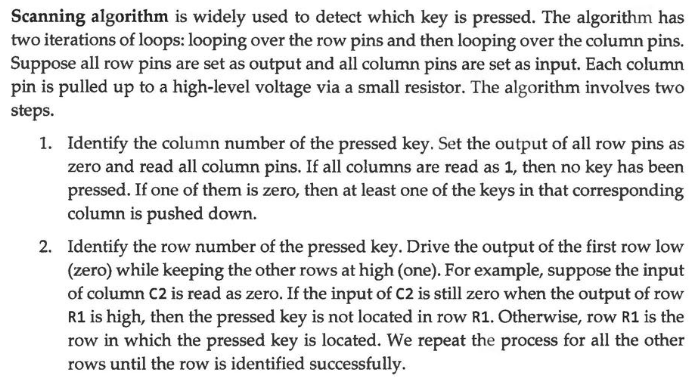 Scanning algorithm is widely used to detect which key is pressed. The algorithm has
two iterations of loops: looping over the row pins and then looping over the column pins.
Suppose all row pins are set as output and all column pins are set as input. Each column
pin is pulled up to a high-level voltage via a small resistor. The algorithm involves two
steps.
1. Identify the column number of the pressed key. Set the output of all row pins as
zero and read all column pins. If all columns are read as 1, then no key has been
pressed. If one of them is zero, then at least one of the keys in that corresponding
column is pushed down.
2. Identify the row number of the pressed key. Drive the output of the first row low
(zero) while keeping the other rows at high (one). For example, suppose the input
of column C2 is read as zero. If the input of C2 is still zero when the output of row
R1 is high, then the pressed key is not located in row R1. Otherwise, row R1 is the
row in which the pressed key is located. We repeat the process for all the other
rows until the row is identified successfully.